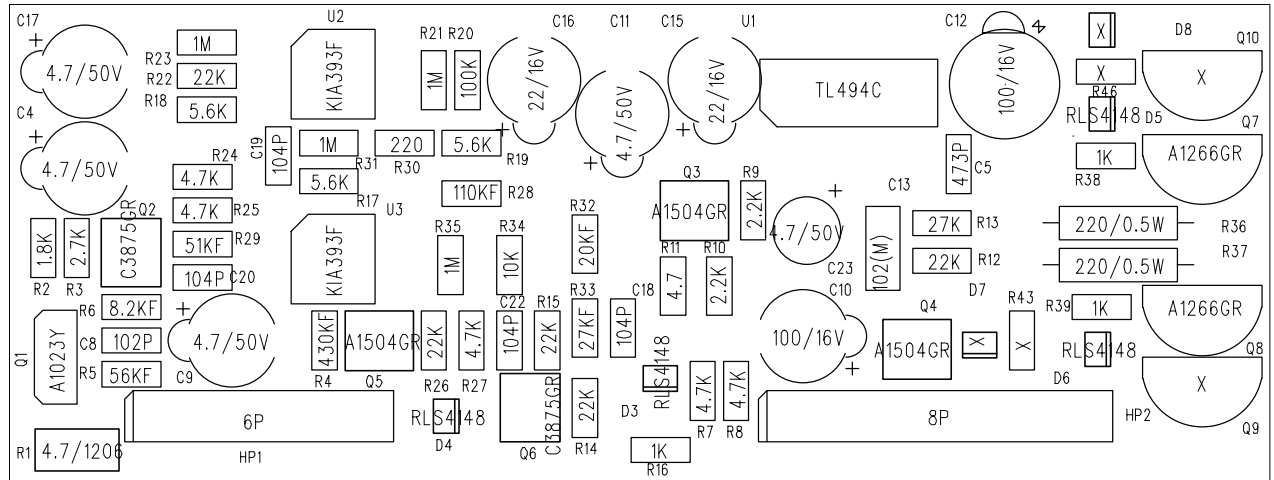 C17
U2
C16
C11
C15
U1
C12
D8
Q10
+
4.7/50V
R23
1M
R22
22K
R18
5.6K
KIA393F
R21
R20
1M
100K
22/16V
+
4.7/50V
+
22/16V
+
TL494C
100/16V
X
X
R46
RLS4148
D5
X
C4
+
4.7/50V
C19
104P
1M
R31
220
R30
5.6K
R19
473P
C5
1K
R38
Q7
A1266GR
R24
4.7K
5.6K
R17
110KF
R28
Q3
A1504GR
R9
2.2K
+
4.7/50V
C23
C13
102(M)
27K
R13
22K
R12
220/0.5W
R36
220/0.5W
R37
4.7K
R25
Q2
C3875GR
51KF
R29
104P
C20
U3
KIA393F
R35
1M
R34
10K
R32
20KF
R11
4.7
R10
2.2K
1.8K
R2
2.7K
R3
R6
8.2KF
C8
102P
R5
56KF
+
4.7/50V
C9
430KF
R4
A1504GR
Q5
22K
R26
4.7K
R27
C22
104P
R15
22K
R33
27KF
C18
104P
C10
100/16V
+
Q4
A1504GR
D7
X
R43
X
R39
1K
RLS4148
D6
A1266GR
Q8
X
Q9
Q1
A1023Y
6P
HP1
RLS4148
D4
C3875GR
Q6
22K
R14
D3
RLS4148
4.7K
R7
4.7K
R8
8P
HP2
R1
4.7/1206
1K
R16